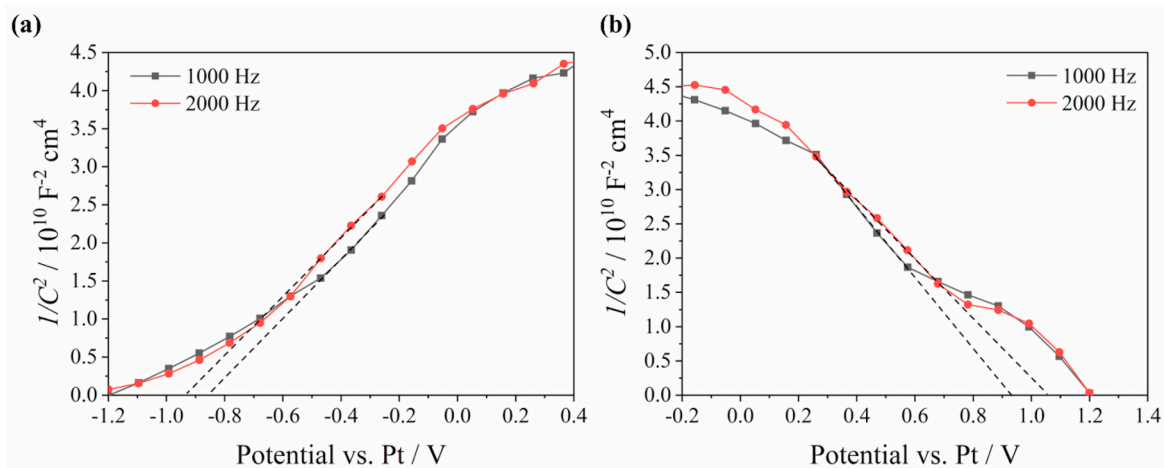 (a)
4.5
4.0
3.5
3.0
2.5
2.0
1.5
1.0
0.5
0.0
1/C² / 10¹⁰ F⁻² cm⁴
1000 Hz
2000 Hz
-1.2 -1.0 -0.8 -0.6 -0.4 -0.2 0.0 0.2 0.4
Potential vs. Pt / V
(b)
5.0
4.5
4.0
3.5
3.0
2.5
2.0
1.5
1.0
0.5
0.0
1/C² / 10¹⁰ F⁻² cm⁴
1000 Hz
2000 Hz
-0.2 0.0 0.2 0.4 0.6 0.8 1.0 1.2 1.4
Potential vs. Pt / V